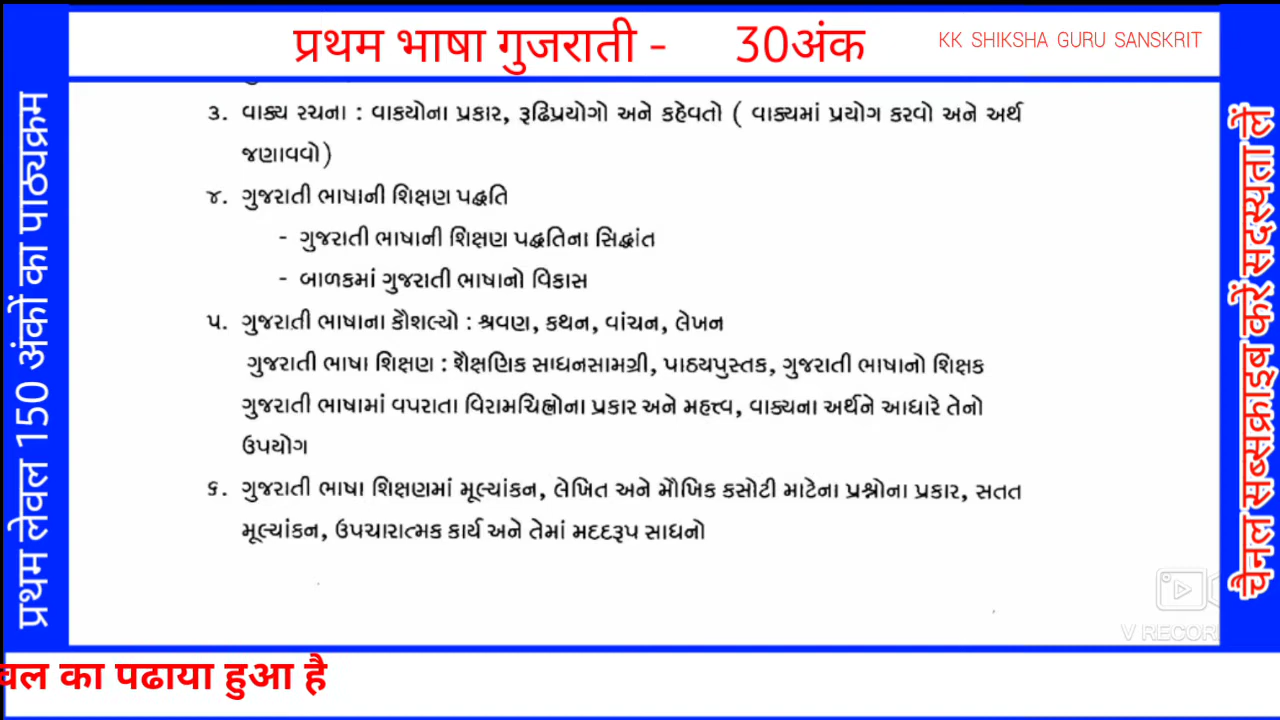 प्रथम भाषा गुजराती - 30अंक
KK SHIKSHA GURU SANSKRIT
प्रथम लेवल 150 अंकों का पाठ्यक्रम
૩. વાક્ય રચના : વાક્યોના પ્રકાર, રૂઢિપ્રયોગો અને કહેવતો ( વાક્યમાં પ્રયોગ કરવો અને અર્થ
જણાવવો)
૪. ગુજરાતી ભાષાની શિક્ષણ પદ્ધતિ
- ગુજરાતી ભાષાની શિક્ષણ પદ્ધતિના સિદ્ધાંત
- બાળકમાં ગુજરાતી ભાષાનો વિકાસ
૫. ગુજરાતી ભાષાના કૌશલ્યો : શ્રવણ, કથન, વાંચન, લેખન
ગુજરાતી ભાષા શિક્ષણ : શૈક્ષણિક સાધનસામગ્રી, પાઠ્યપુસ્તક, ગુજરાતી ભાષાનો શિક્ષક
ગુજરાતી ભાષામાં વપરાતા વિરામચિહ્નોના પ્રકાર અને મહત્ત્વ, વાક્યના અર્થને આધારે તેનો
ઉપયોગ
૬. ગુજરાતી ભાષા શિક્ષણમાં મૂલ્યાંકન, લેખિત અને મૌખિક કસોટી માટેના પ્રશ્નોના પ્રકાર, સતત
મૂલ્યાંકન, ઉપચારાત્મક કાર્ય અને તેમાં મદદરૂપ સાધનો
चैनल सब्सक्राइब करें सदस्यता लें
V RECOR
का पढाया हुआ है